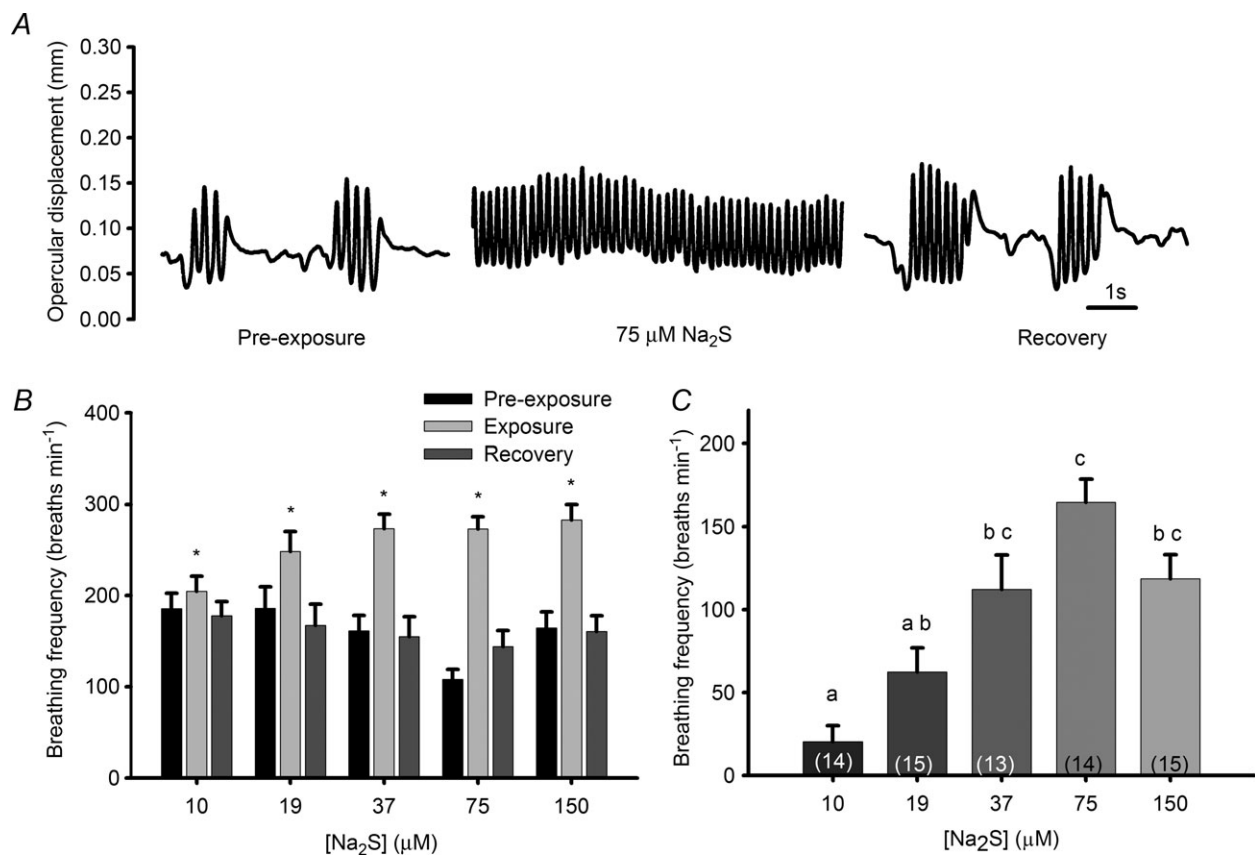 A
Opercular displacement (mm)
0.30
0.25
0.20
0.15
0.10
0.05
0.00
1s
Pre-exposure
75 μM Na₂S
Recovery
B
Breathing frequency (breaths min⁻¹)
400
300
200
100
0
Pre-exposure
Exposure
Recovery
*
*
*
*
*
10 19 37 75 150
[Na₂S] (μM)
C
Breathing frequency (breaths min⁻¹)
200
150
100
50
0
a
a b
b c
c
b c
(14) (15) (13) (14) (15)
10 19 37 75 150
[Na₂S] (μM)